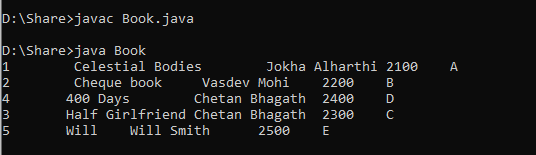 D:\Share>javac Book.java
D:\Share>java Book
1        Celestial Bodies        Jokha Alharthi 2100    A
2        Cheque book     Vasdev Mohi    2200    B
4       400 Days        Chetan Bhagath  2400    D
3       Half Girlfriend Chetan Bhagath  2300    C
5       Will    Will Smith      2500    E